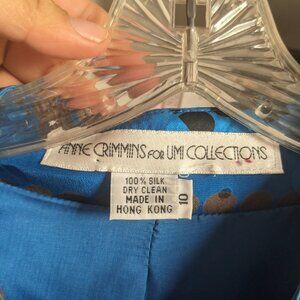 ANNE CRIMMINS FOR UMI COLLECTIONS
100% SILK
DRY CLEAN
MADE IN
HONG KONG
10